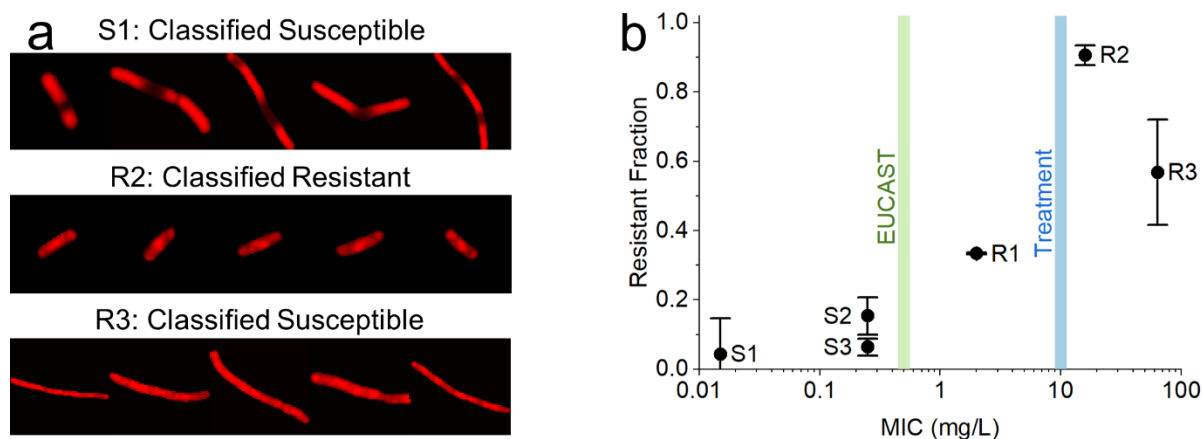 a
S1: Classified Susceptible
R2: Classified Resistant
R3: Classified Susceptible
b
1.0
0.8
0.6
0.4
0.2
0.0
Resistant Fraction
EUCAST
Treatment
R2
R3
R1
S2
S3
S1
0.01
0.1
1
10
100
MIC (mg/L)